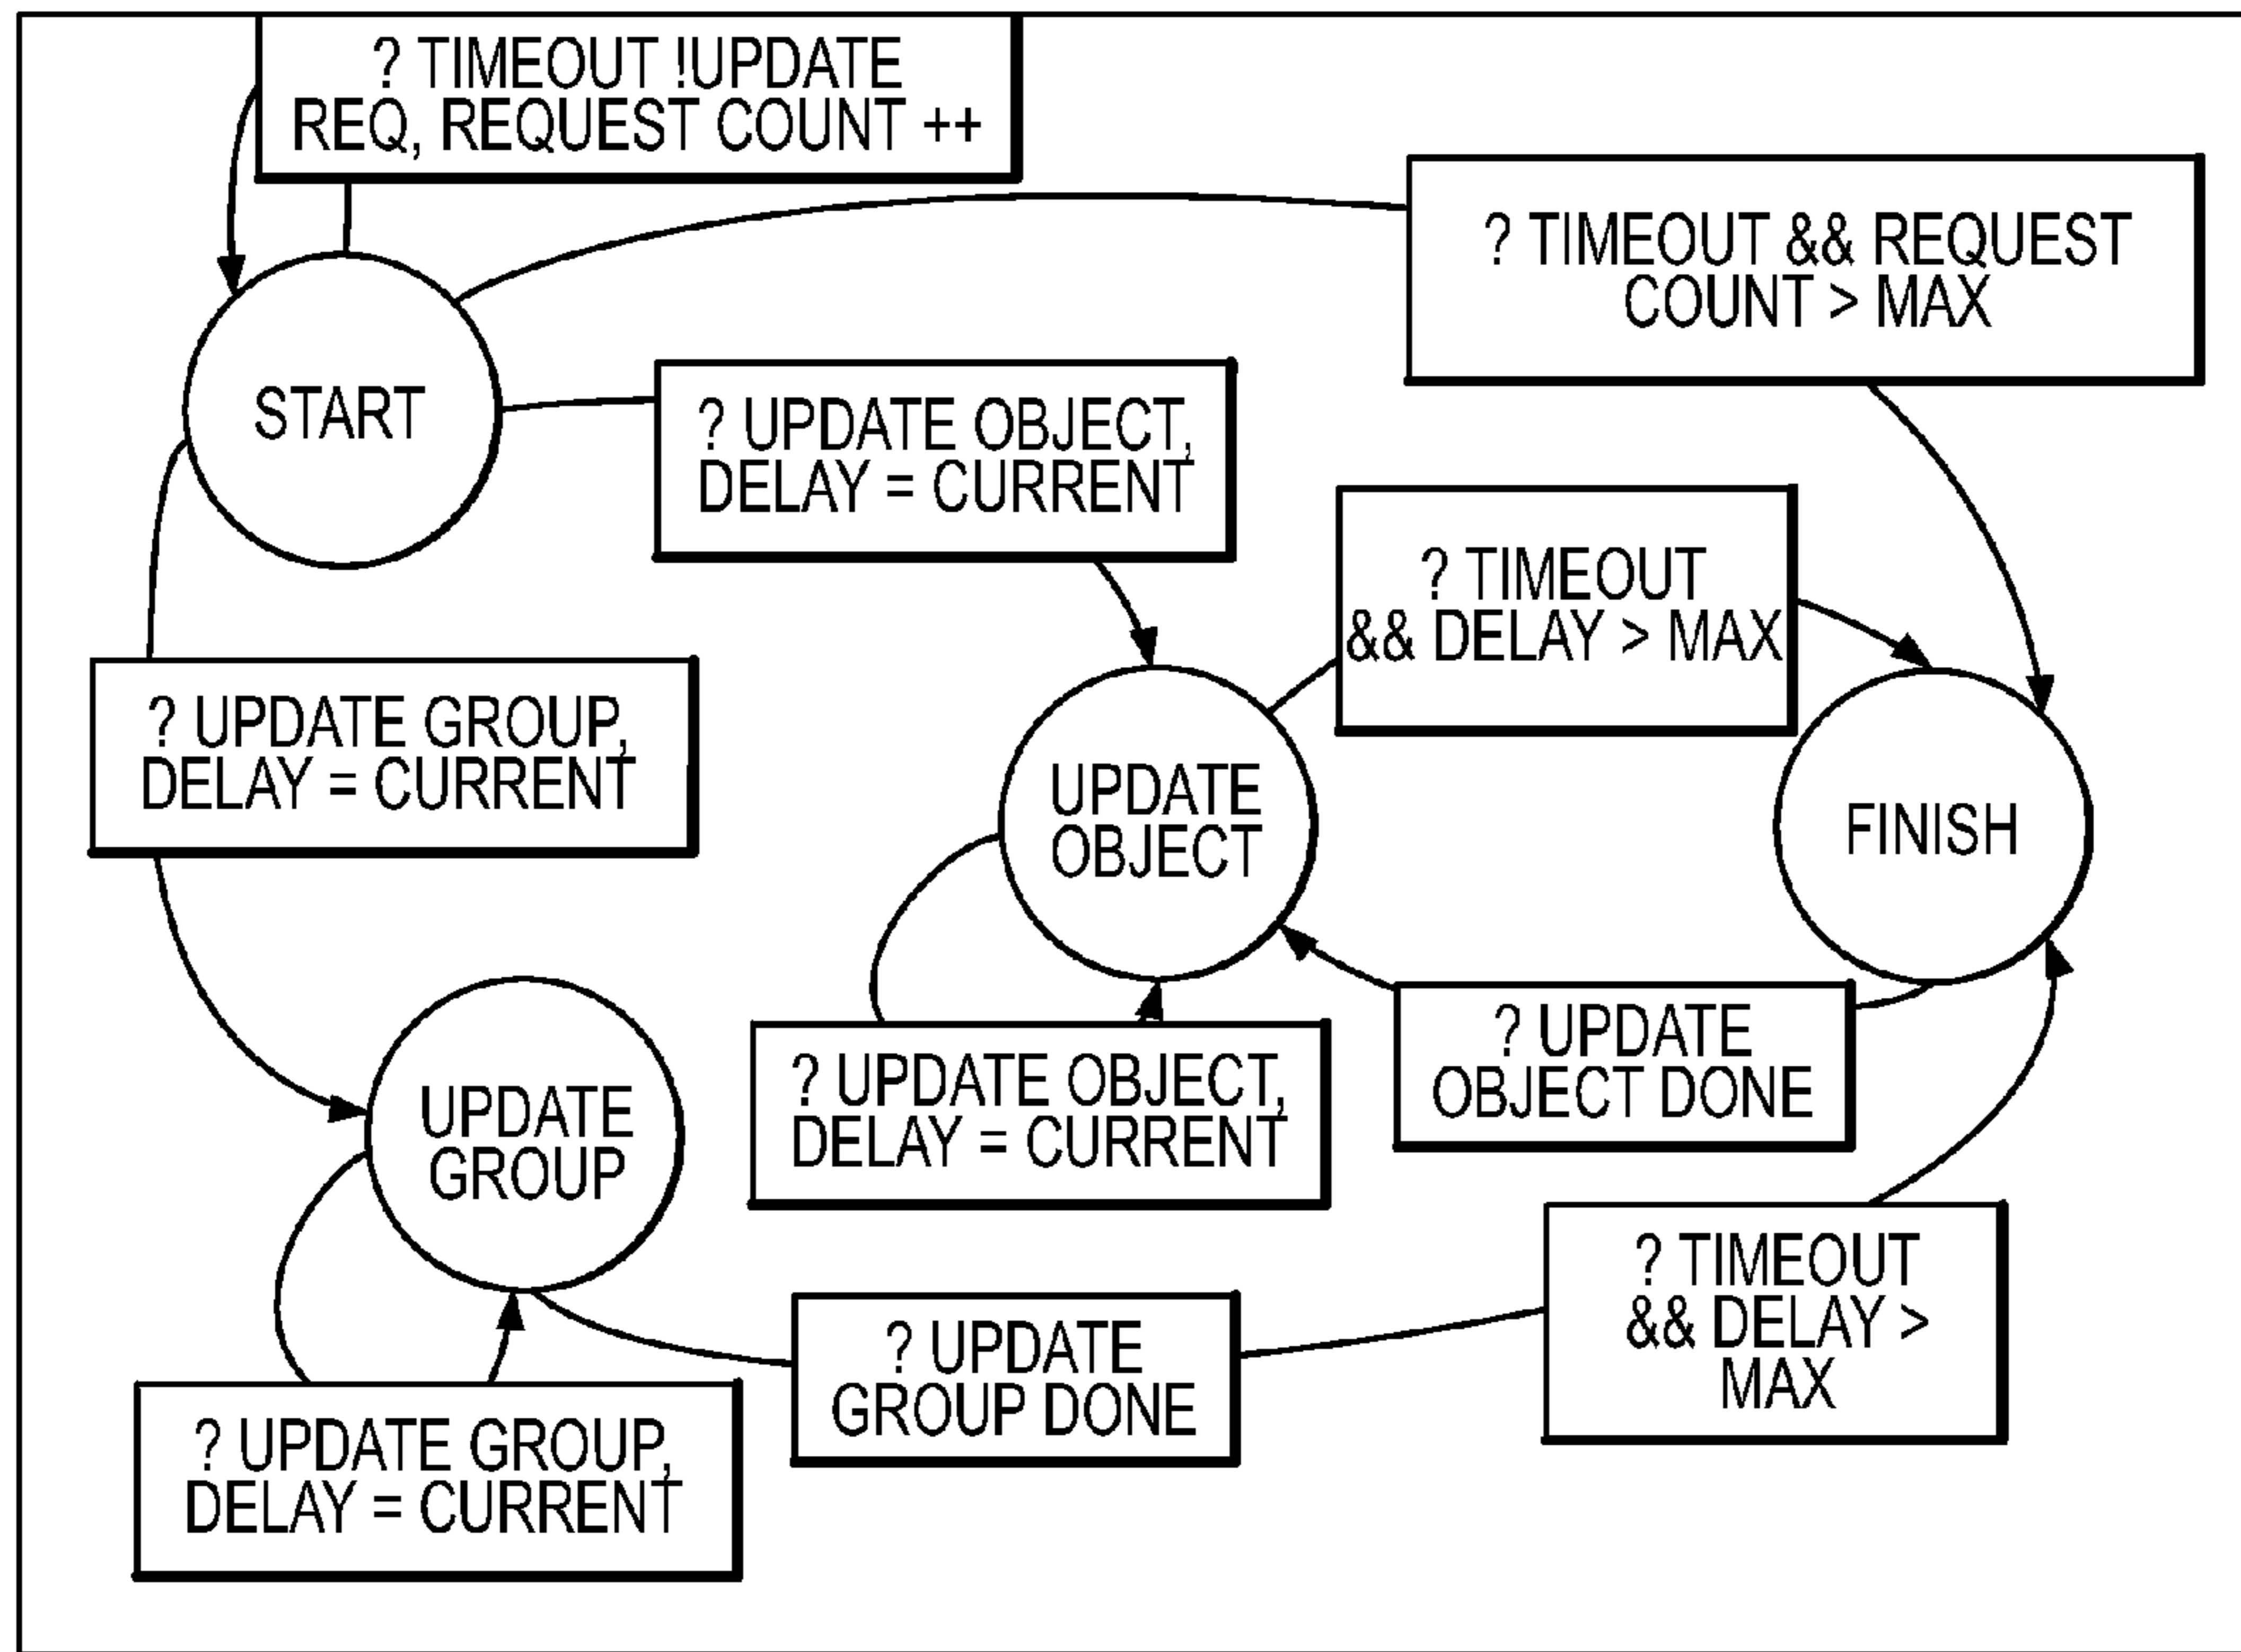 ? TIMEOUT !UPDATE
REQ, REQUEST COUNT ++
? TIMEOUT && REQUEST
COUNT > MAX
START
? UPDATE OBJECT,
DELAY = CURRENT
? TIMEOUT
&& DELAY > MAX
? UPDATE GROUP,
DELAY = CURRENT
UPDATE
OBJECT
FINISH
? UPDATE
OBJECT DONE
? UPDATE OBJECT,
DELAY = CURRENT
UPDATE
GROUP
? TIMEOUT
&& DELAY >
MAX
? UPDATE
GROUP DONE
? UPDATE GROUP,
DELAY = CURRENT